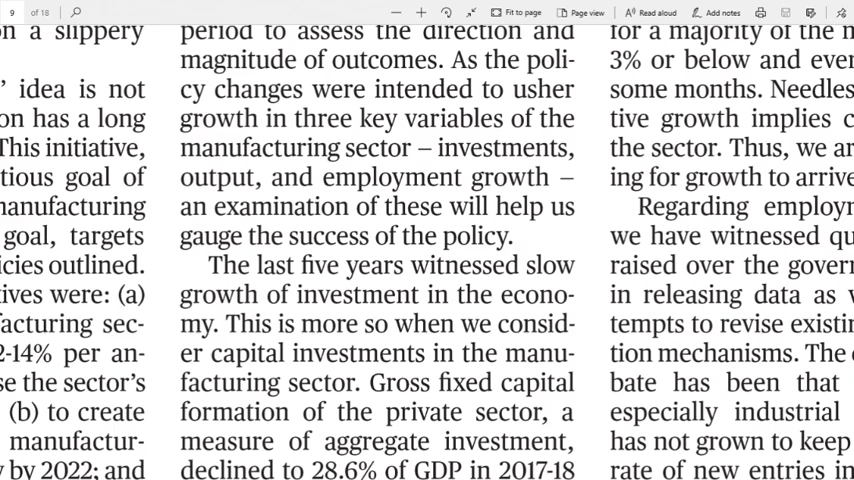 9 of 18
Fit to page
Page view
Read aloud
Add notes
n a slippery
’ idea is not
on has a long
This initiative,
tious goal of
manufacturing
goal, targets
cies outlined.
tives were: (a)
facturing sec-
2-14% per an-
se the sector’s
(b) to create
manufactur-
y by 2022; and
period to assess the direction and
magnitude of outcomes. As the poli-
cy changes were intended to usher
growth in three key variables of the
manufacturing sector – investments,
output, and employment growth –
an examination of these will help us
gauge the success of the policy.
The last five years witnessed slow
growth of investment in the econo-
my. This is more so when we consid-
er capital investments in the manu-
facturing sector. Gross fixed capital
formation of the private sector, a
measure of aggregate investment,
declined to 28.6% of GDP in 2017-18
for a majority of the
3% or below and eve
some months. Needles
tive growth implies c
the sector. Thus, we ar
ing for growth to arrive
Regarding employ
we have witnessed qu
raised over the gover
in releasing data as
tempts to revise existin
tion mechanisms. The
bate has been that
especially industrial
has not grown to keep
rate of new entries in